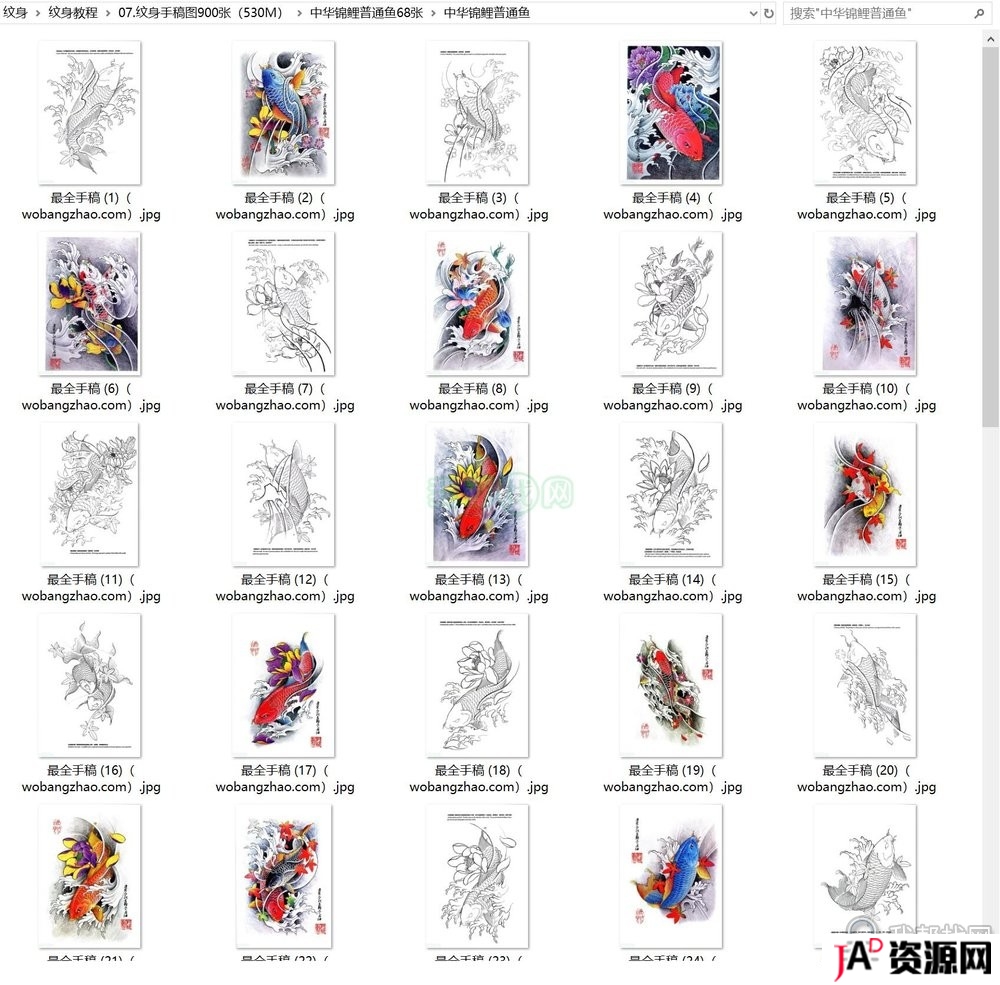 纹身 > 纹身教程 > 07.纹身手稿图900张（530M） > 中华锦鲤普通鱼68张 > 中华锦鲤普通鱼
搜索"中华锦鲤普通鱼"
最全手稿 (1)（
wobangzhao.com）.jpg
最全手稿 (2)（
wobangzhao.com）.jpg
最全手稿 (3)（
wobangzhao.com）.jpg
最全手稿 (4)（
wobangzhao.com）.jpg
最全手稿 (5)（
wobangzhao.com）.jpg
最全手稿 (6)（
wobangzhao.com）.jpg
最全手稿 (7)（
wobangzhao.com）.jpg
最全手稿 (8)（
wobangzhao.com）.jpg
最全手稿 (9)（
wobangzhao.com）.jpg
最全手稿 (10)（
wobangzhao.com）.jpg
最全手稿 (11)（
wobangzhao.com）.jpg
最全手稿 (12)（
wobangzhao.com）.jpg
最全手稿 (13)（
wobangzhao.com）.jpg
最全手稿 (14)（
wobangzhao.com）.jpg
最全手稿 (15)（
wobangzhao.com）.jpg
最全手稿 (16)（
wobangzhao.com）.jpg
最全手稿 (17)（
wobangzhao.com）.jpg
最全手稿 (18)（
wobangzhao.com）.jpg
最全手稿 (19)（
wobangzhao.com）.jpg
最全手稿 (20)（
wobangzhao.com）.jpg
最全手稿 (21)（
最全手稿 (22)（
最全手稿 (23)（
最全手稿 (24)（
JAD资源网